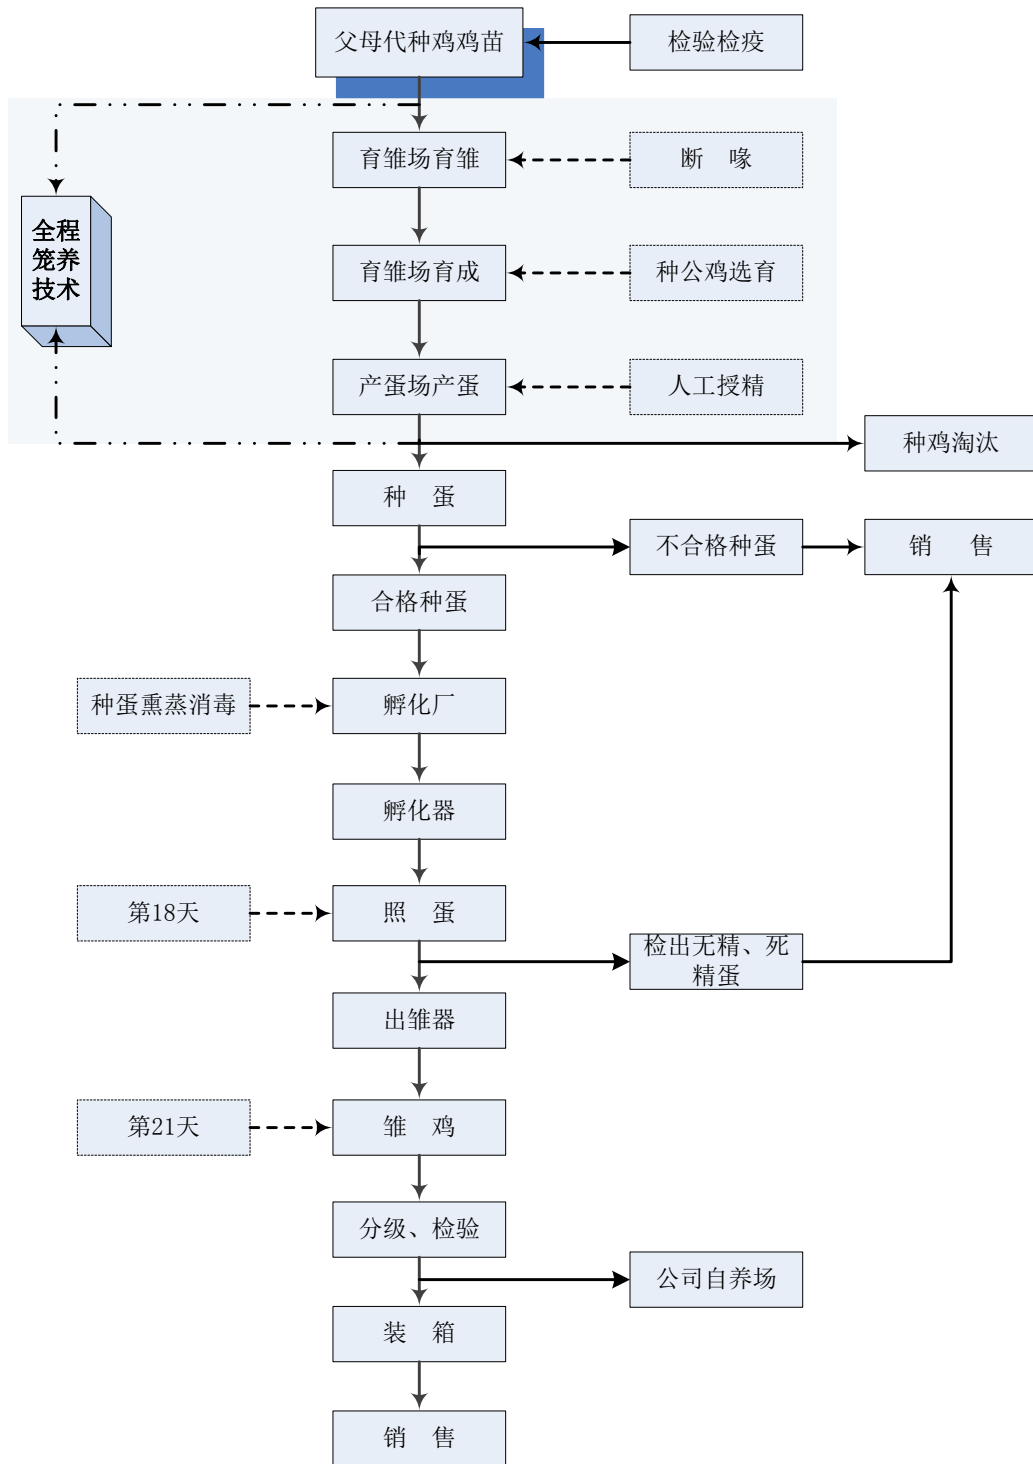 父母代种鸡鸡苗
检验检疫
育雏场育雏
断 喙
全程
笼养
技术
育雏场育成
种公鸡选育
产蛋场产蛋
人工授精
种鸡淘汰
种 蛋
不合格种蛋
销 售
合格种蛋
种蛋熏蒸消毒
孵化厂
孵化器
第18天
照 蛋
检出无精、死
精蛋
出雏器
第21天
雏 鸡
分级、检验
公司自养场
装 箱
销 售